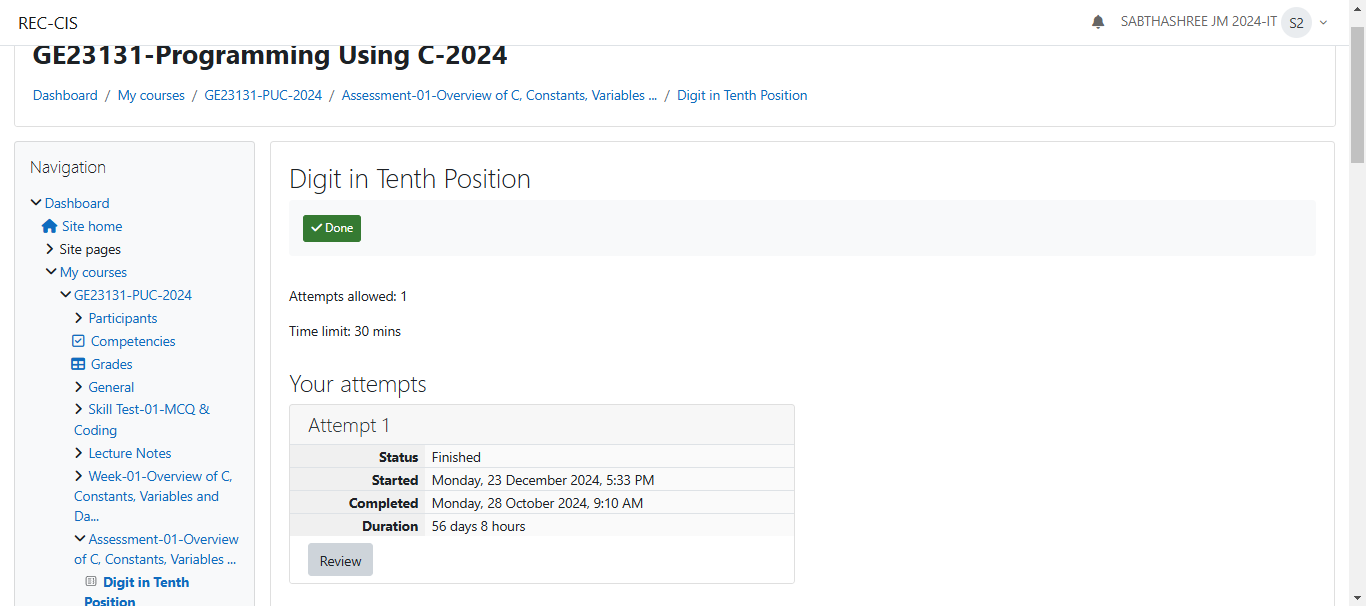 REC-CIS
SABTHASHREE JM 2024-IT S2
GE23131-Programming Using C-2024
Dashboard / My courses / GE23131-PUC-2024 / Assessment-01-Overview of C, Constants, Variables ... / Digit in Tenth Position
Navigation
Dashboard
Site home
Site pages
My courses
GE23131-PUC-2024
Participants
Competencies
Grades
General
Skill Test-01-MCQ &
Coding
Lecture Notes
Week-01-Overview of C,
Constants, Variables and
Da...
Assessment-01-Overview
of C, Constants, Variables ...
Digit in Tenth
Position
Digit in Tenth Position
Done
Attempts allowed: 1
Time limit: 30 mins
Your attempts
Attempt 1
Status Finished
Started Monday, 23 December 2024, 5:33 PM
Completed Monday, 28 October 2024, 9:10 AM
Duration 56 days 8 hours
Review